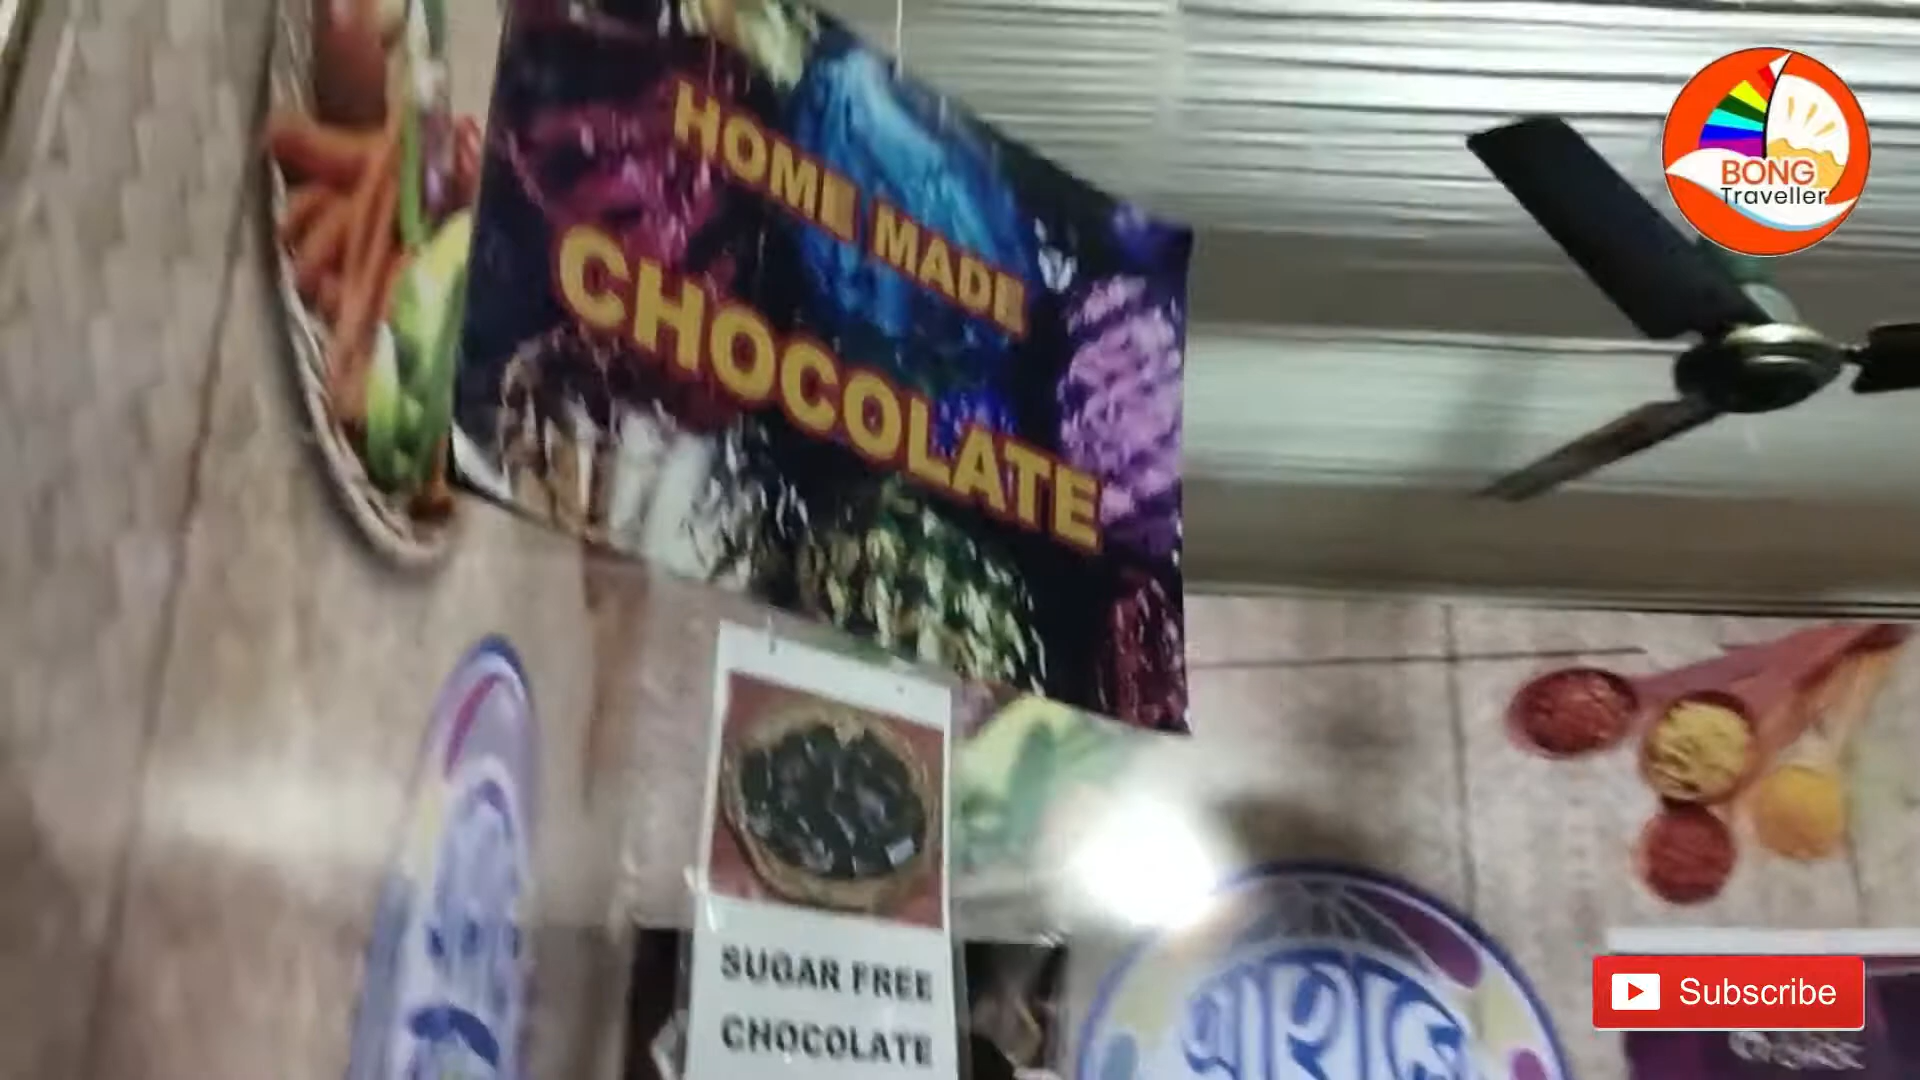 HOME MADE
CHOCOLATE
BONG
Traveller
SUGAR FREE
CHOCOLATE
Subscribe